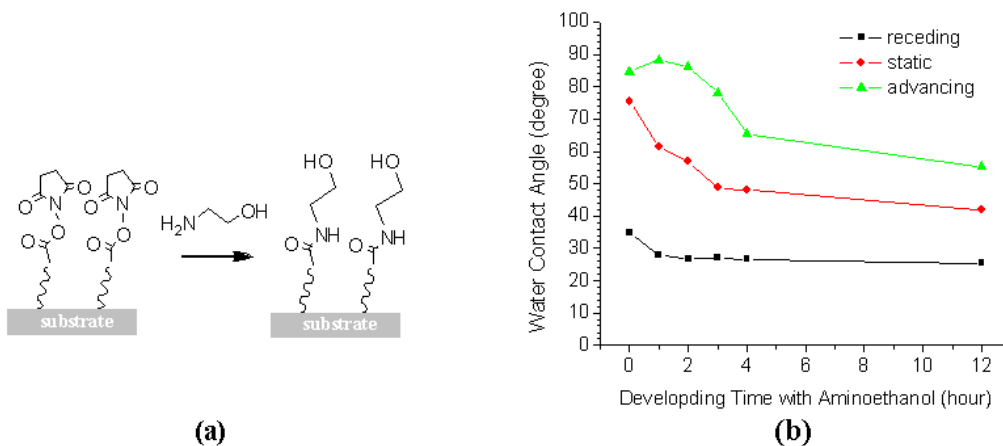 O
N
O
O
N
O
O
O
O
O
substrate
H₂N
OH
HO
HO
O
NH
O
NH
substrate
(a)
100
90
80
70
60
50
40
30
20
10
0
Water Contact Angle (degree)
receding
static
advancing
0 2 4 6 8 10 12
Developding Time with Aminoethanol (hour)
(b)